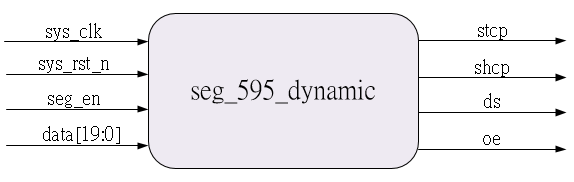 sys_clk
sys_rst_n
seg_en
data[19:0]
seg_595_dynamic
stcp
shcp
ds
oe